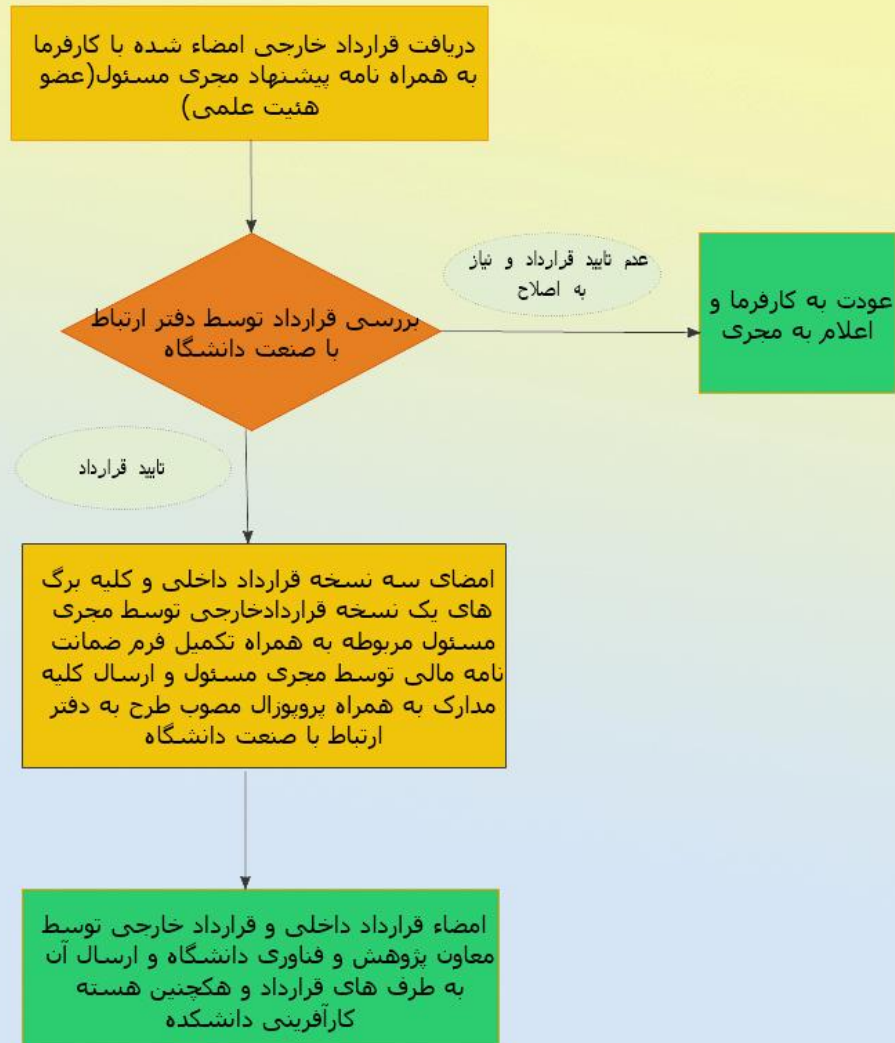 دریافت قرارداد خارجی امضاء شده با کارفرما
به همراه نامه پیشنهاد مجری مسئول(عضو
هئیت علمی)
بررسی قرارداد توسط دفتر ارتباط
با صنعت دانشگاه
عدم تایید قرارداد و نیاز
به اصلاح
عودت به کارفرما و
اعلام به مجری
تایید قرارداد
امضای سه نسخه قرارداد داخلی و کلیه برگ
های یک نسخه قراردادخارجی توسط مجری
مسئول مربوطه به همراه تکمیل فرم ضمانت
نامه مالی توسط مجری مسئول و ارسال کلیه
مدارک به همراه پروپوزال مصوب طرح به دفتر
ارتباط با صنعت دانشگاه
امضاء قرارداد داخلی و قرارداد خارجی توسط
معاون پژوهش و فناوری دانشگاه و ارسال آن
به طرف های قرارداد و هکچنین هسته
کارآفرینی دانشکده